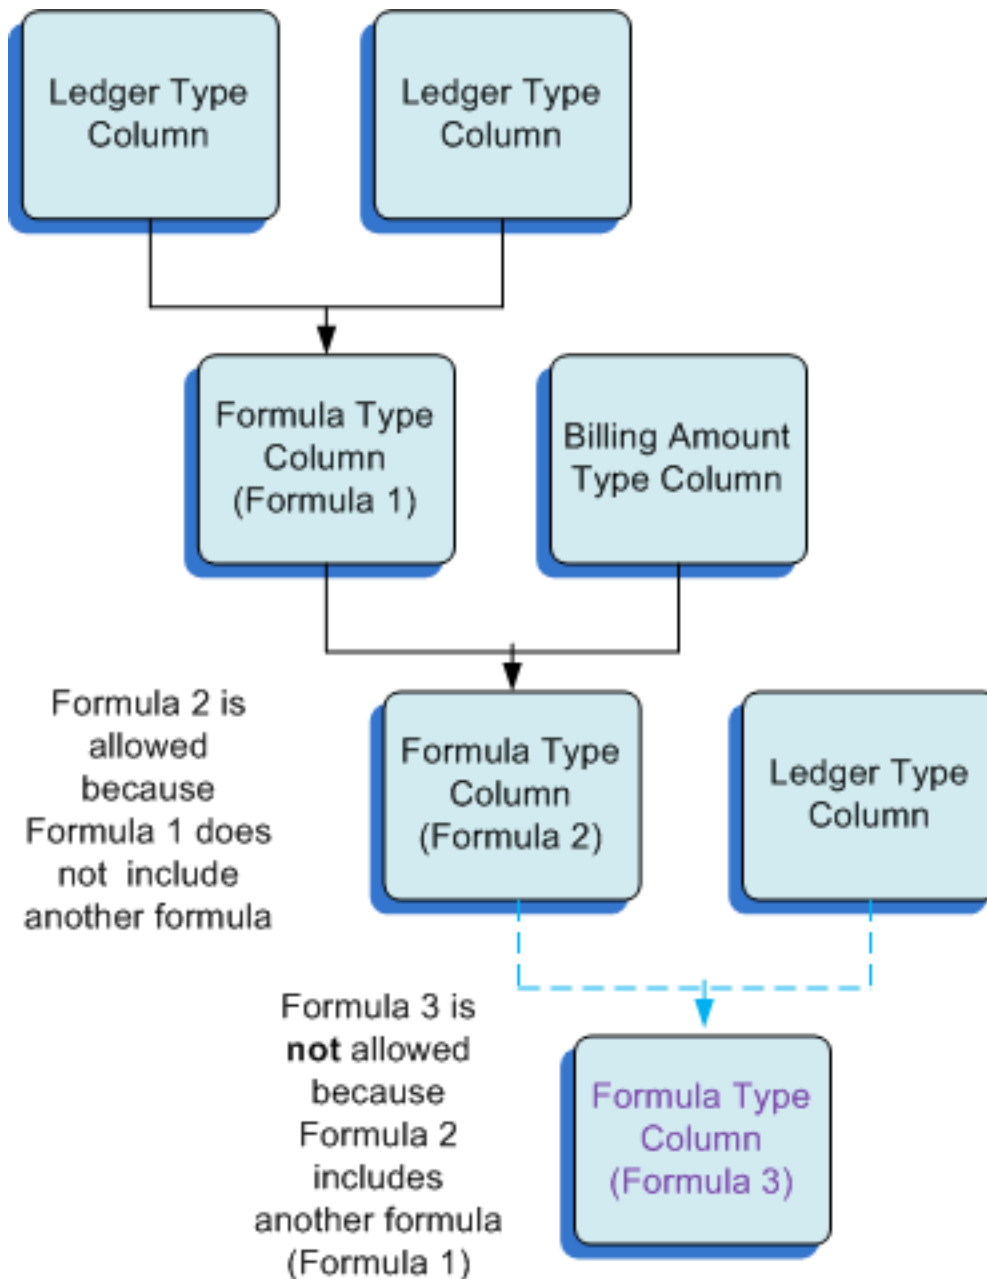 Ledger Type
Column
Ledger Type
Column
Formula Type
Column
(Formula 1)
Billing Amount
Type Column
Formula 2 is
allowed
because
Formula 1 does
not include
another formula
Formula Type
Column
(Formula 2)
Ledger Type
Column
Formula 3 is
not allowed
because
Formula 2
includes
another formula
(Formula 1)
Formula Type
Column
(Formula 3)